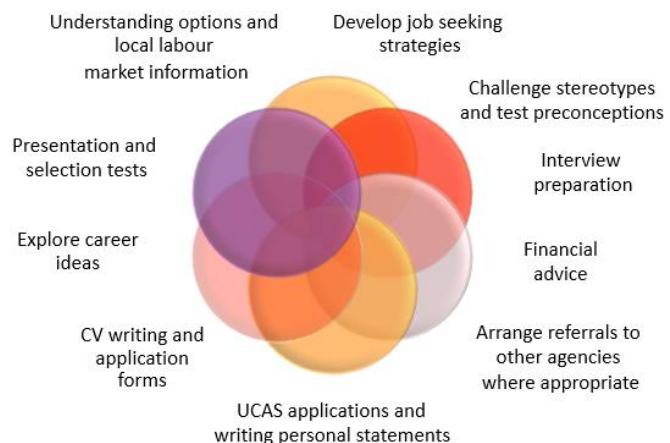 Understanding options and
local labour
market information
Develop job seeking
strategies
Challenge stereotypes
and test preconceptions
Presentation and
selection tests
Interview
preparation
Explore career
ideas
Financial
advice
CV writing and
application
forms
Arrange referrals to
other agencies
where appropriate
UCAS applications and
writing personal statements